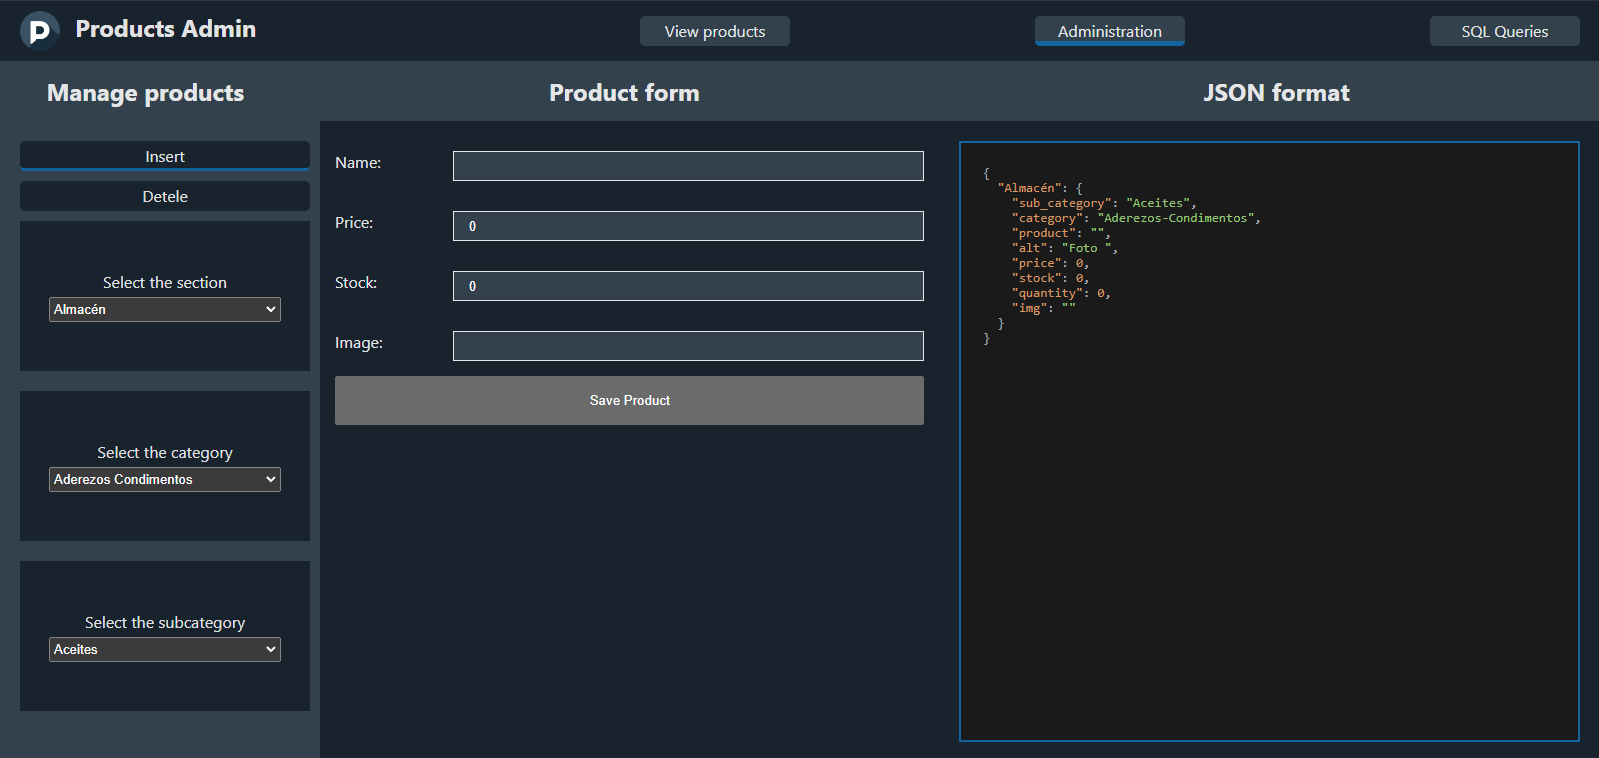 Products Admin
View products
Administration
SQL Queries
Manage products
Product form
JSON format
Insert
Detele
Select the section
Almacén
Select the category
Aderezos Condimentos
Select the subcategory
Aceites
Name:
Price:
0
Stock:
0
Image:
Save Product
{
"Almacén": {
"sub_category": "Aceites",
"category": "Aderezos-Condimentos",
"product": "",
"alt": "Foto ",
"price": 0,
"stock": 0,
"quantity": 0,
"img": ""
}
}